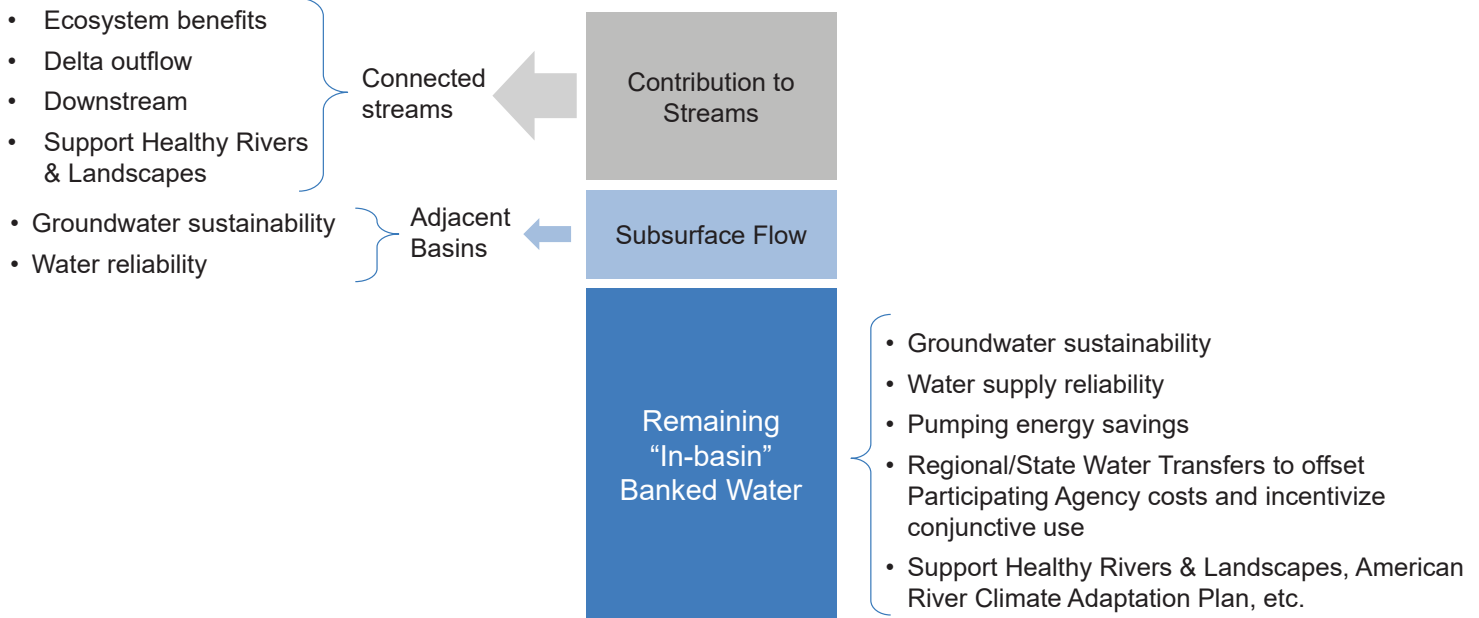 • Ecosystem benefits
• Delta outflow
• Downstream
• Support Healthy Rivers
& Landscapes
Connected
streams
Contribution to
Streams
• Groundwater sustainability
• Water reliability
Adjacent
Basins
Subsurface Flow
Remaining
“In-basin”
Banked Water
• Groundwater sustainability
• Water supply reliability
• Pumping energy savings
• Regional/State Water Transfers to offset
Participating Agency costs and incentivize
conjunctive use
• Support Healthy Rivers & Landscapes, American
River Climate Adaptation Plan, etc.